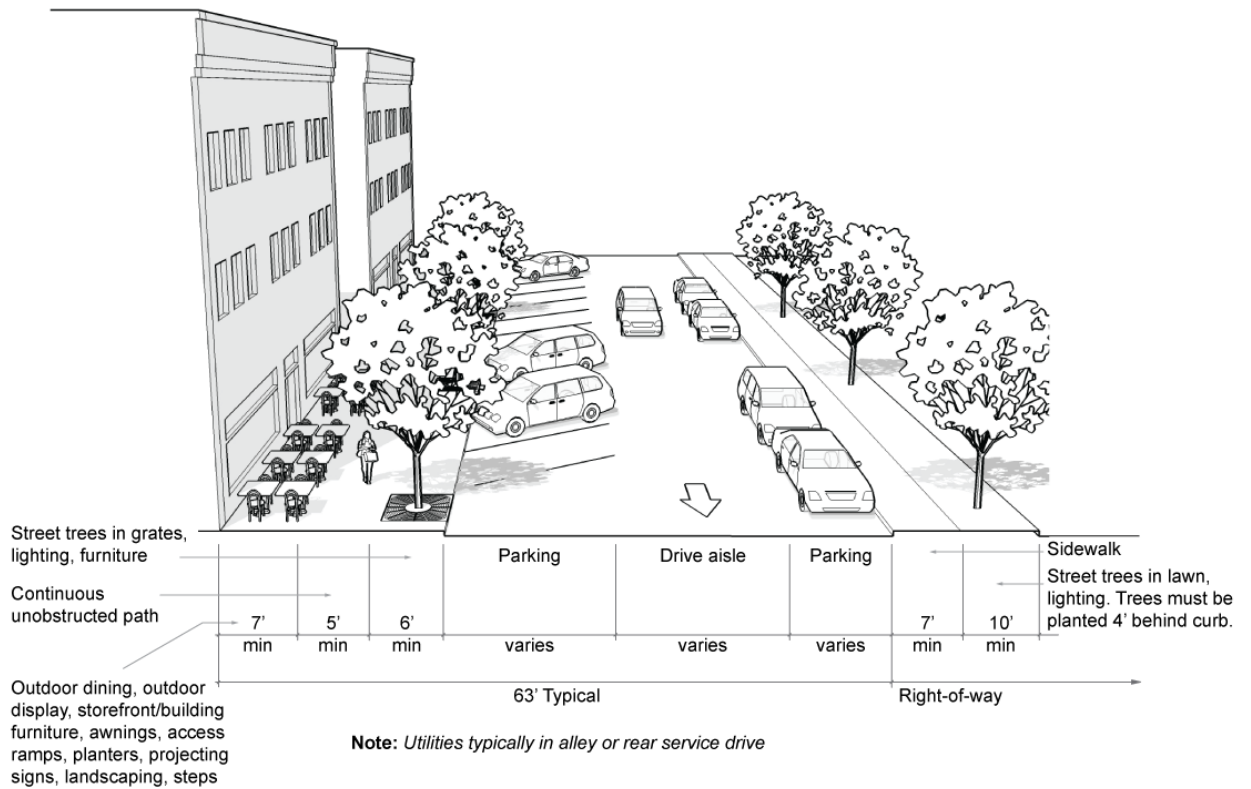 Street trees in grates,
lighting, furniture
Continuous
unobstructed path
Outdoor dining, outdoor
display, storefront/building
furniture, awnings, access
ramps, planters, projecting
signs, landscaping, steps
Parking
Drive aisle
Parking
Sidewalk
Street trees in lawn,
lighting. Trees must be
planted 4’ behind curb.
7’
min
5’
min
6’
min
varies
varies
varies
7’
min
10’
min
63’ Typical
Right-of-way
Note: Utilities typically in alley or rear service drive